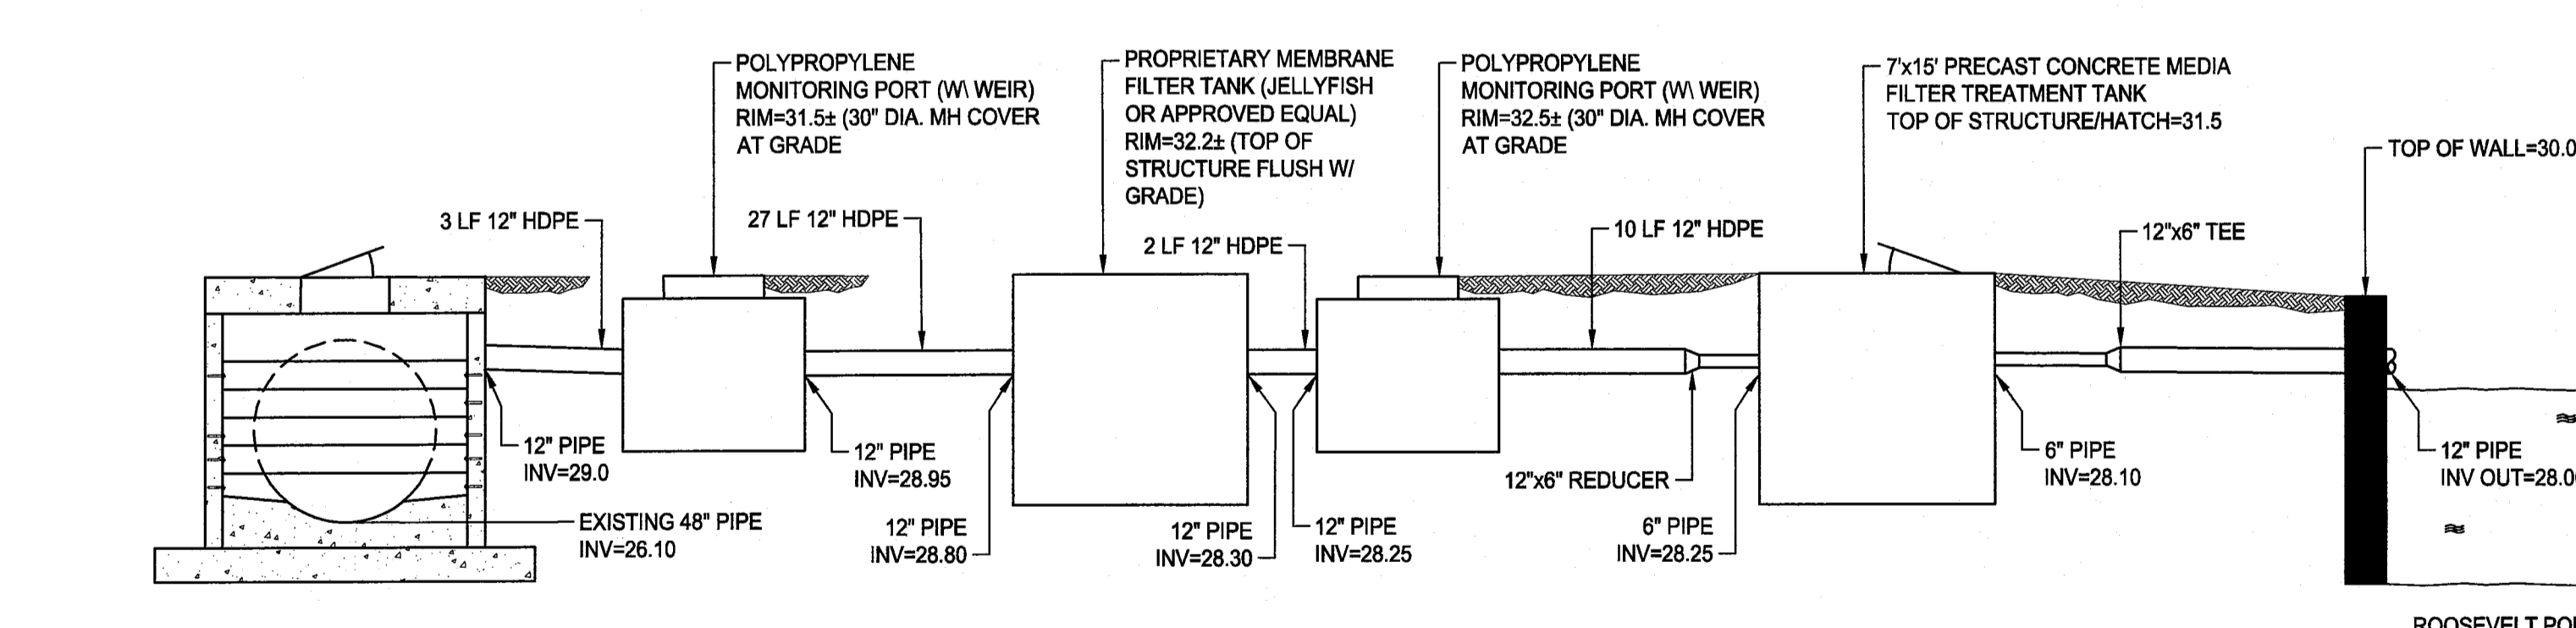 POLYPROPYLENE
MONITORING PORT (W\ WEIR)
RIM=31.5± (30" DIA. MH COVER
AT GRADE
PROPRIETARY MEMBRANE
FILTER TANK (JELLYFISH
OR APPROVED EQUAL)
RIM=32.2± (TOP OF
STRUCTURE FLUSH W/
GRADE)
POLYPROPYLENE
MONITORING PORT (W\ WEIR)
RIM=32.5± (30" DIA. MH COVER
AT GRADE
7'x15' PRECAST CONCRETE MEDIA
FILTER TREATMENT TANK
TOP OF STRUCTURE/HATCH=31.5
TOP OF WALL=30.0
3 LF 12" HDPE
27 LF 12" HDPE
2 LF 12" HDPE
10 LF 12" HDPE
12"x6" TEE
12" PIPE
INV=29.0
12" PIPE
INV=28.95
12"x6" REDUCER
6" PIPE
INV=28.10
12" PIPE
INV OUT=28.0
EXISTING 48" PIPE
INV=26.10
12" PIPE
INV=28.80
12" PIPE
INV=28.30
12" PIPE
INV=28.25
6" PIPE
INV=28.25
ROOSEVELT